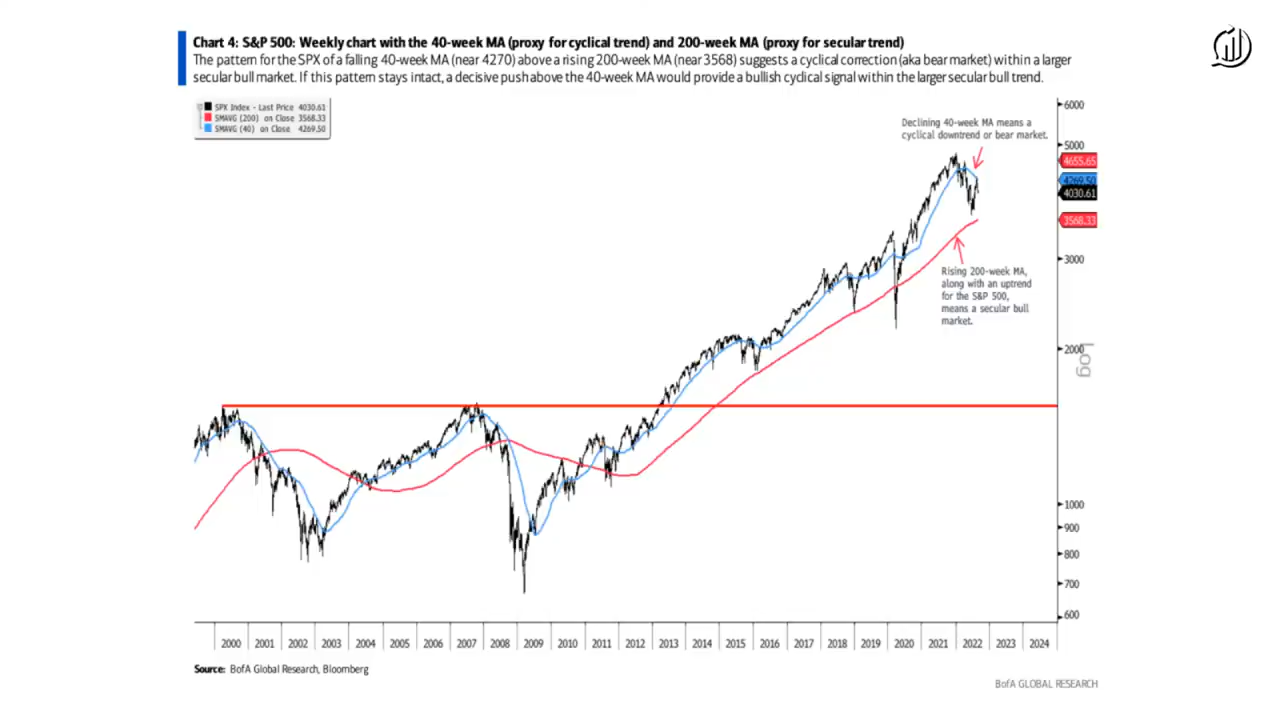 Chart 4: S&P 500: Weekly chart with the 40-week MA (proxy for cyclical trend) and 200-week MA (proxy for secular trend)
The pattern for the SPX of a falling 40-week MA (near 4270) above a rising 200-week MA (near 3568) suggests a cyclical correction (aka bear market) within a larger
secular bull market. If this pattern stays intact, a decisive push above the 40-week MA would provide a bullish cyclical signal within the larger secular bull trend.
SPX Index - Last Price 4030.61
SMAVG (200) on Close 3568.33
SMAVG (40) on Close 4269.50
Declining 40-week MA means a
cyclical downtrend or bear market.
Rising 200-week MA,
along with an uptrend
for the S&P 500,
means a secular bull
market.
6000
5000
4655.65
4269.50
4030.61
3568.33
3000
2000
Log
1000
900
800
700
600
2000 2001 2002 2003 2004 2005 2006 2007 2008 2009 2010 2011 2012 2013 2014 2015 2016 2017 2018 2019 2020 2021 2022 2023 2024
Source: BofA Global Research, Bloomberg
BofA GLOBAL RESEARCH